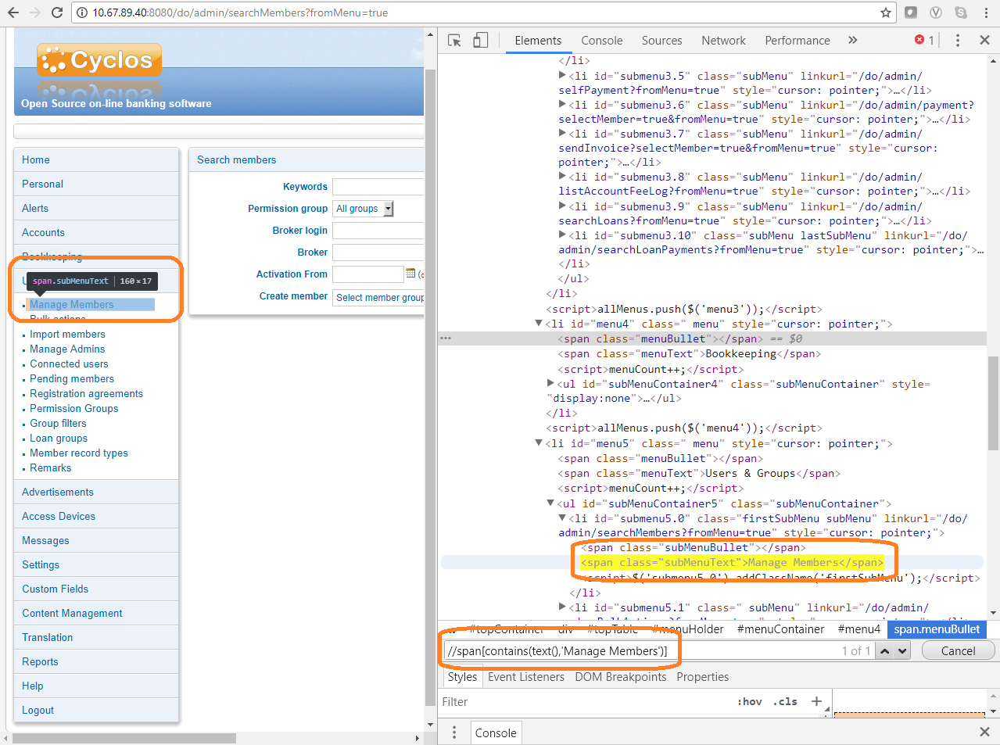 10.67.89.40:8080/do/admin/searchMembers?fromMenu=true
Cyclos
Open Source on-line banking software
Home
Personal
Alerts
Accounts
Bookkeeping
span.subMenuText | 160×17
Manage Members
Bulk actions
Import members
Manage Admins
Connected users
Pending members
Registration agreements
Permission Groups
Group filters
Loan groups
Member record types
Remarks
Advertisements
Access Devices
Messages
Settings
Custom Fields
Content Management
Translation
Reports
Help
Logout
Search members
Keywords
Permission group All groups
Broker login
Broker
Activation From
Create member Select member group
Elements Console Sources Network Performance » 1
</li>
<li id="submenu3.5" class="subMenu" linkurl="/do/admin/
selfPayment?fromMenu=true" style="cursor: pointer;">…</li>
<li id="submenu3.6" class="subMenu" linkurl="/do/admin/payment?
selectMember=true&fromMenu=true" style="cursor: pointer;">…</li>
<li id="submenu3.7" class="subMenu" linkurl="/do/admin/
sendInvoice?selectMember=true&fromMenu=true" style="cursor:
pointer;">…</li>
<li id="submenu3.8" class="subMenu" linkurl="/do/admin/
listAccountFeeLog?fromMenu=true" style="cursor: pointer;">…</li>
<li id="submenu3.9" class="subMenu" linkurl="/do/admin/
searchLoans?fromMenu=true" style="cursor: pointer;">…</li>
<li id="submenu3.10" class="subMenu lastSubMenu" linkurl="/do/
admin/searchLoanPayments?fromMenu=true" style="cursor: pointer;">…
</li>
</ul>
</li>
<script>allMenus.push($('menu3'));</script>
<li id="menu4" class=" menu" style="cursor: pointer;">
<span class="menuBullet"></span> == $0
<span class="menuText">Bookkeeping</span>
<script>menuCount++;</script>
<ul id="subMenuContainer4" class="subMenuContainer" style=
"display:none">…</ul>
</li>
<script>allMenus.push($('menu4'));</script>
<li id="menu5" class=" menu" style="cursor: pointer;">
<span class="menuBullet"></span>
<span class="menuText">Users & Groups</span>
<script>menuCount++;</script>
<ul id="subMenuContainer5" class="subMenuContainer">
<li id="submenu5.0" class="firstSubMenu subMenu" linkurl="/do/
admin/searchMembers?fromMenu=true" style="cursor: pointer;">
<span class="subMenuBullet"></span>
<span class="subMenuText">Manage Members</span>
<script>$('submenu5.0').addClassName('firstSubMenu');</script>
</li>
<li id="submenu5.1" class=" subMenu" linkurl="/do/admin/
… #topContainer div #topTable #menuHolder #menuContainer #menu4 span.menuBullet
//span[contains(text(),'Manage Members')] 1 of 1 Cancel
Styles Event Listeners DOM Breakpoints Properties
Filter :hov .cls +
Console